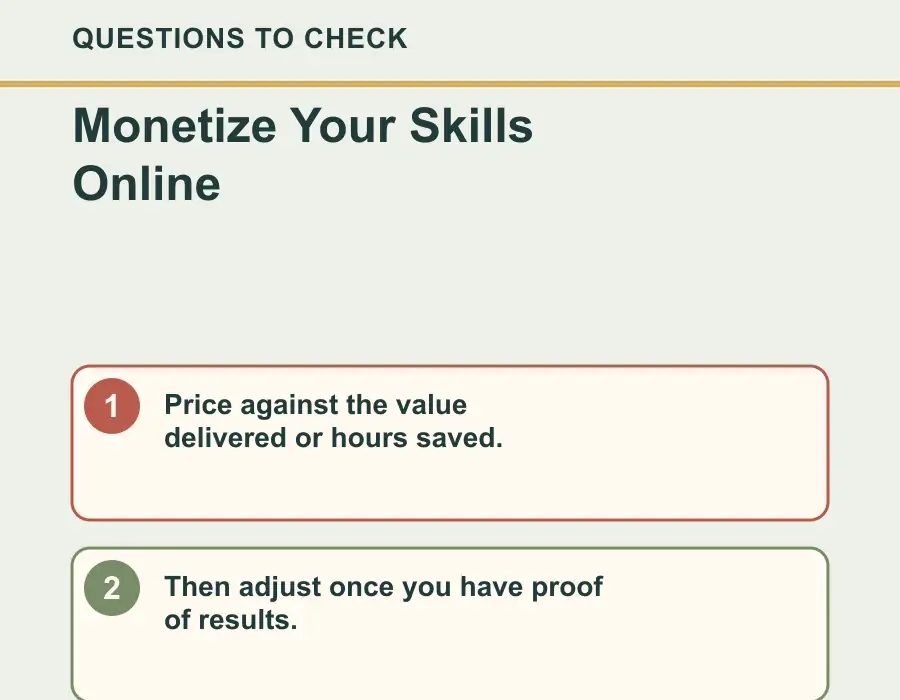 QUESTIONS TO CHECK
Monetize Your Skills
Online
1
Price against the value
delivered or hours saved.
2
Then adjust once you have proof
of results.